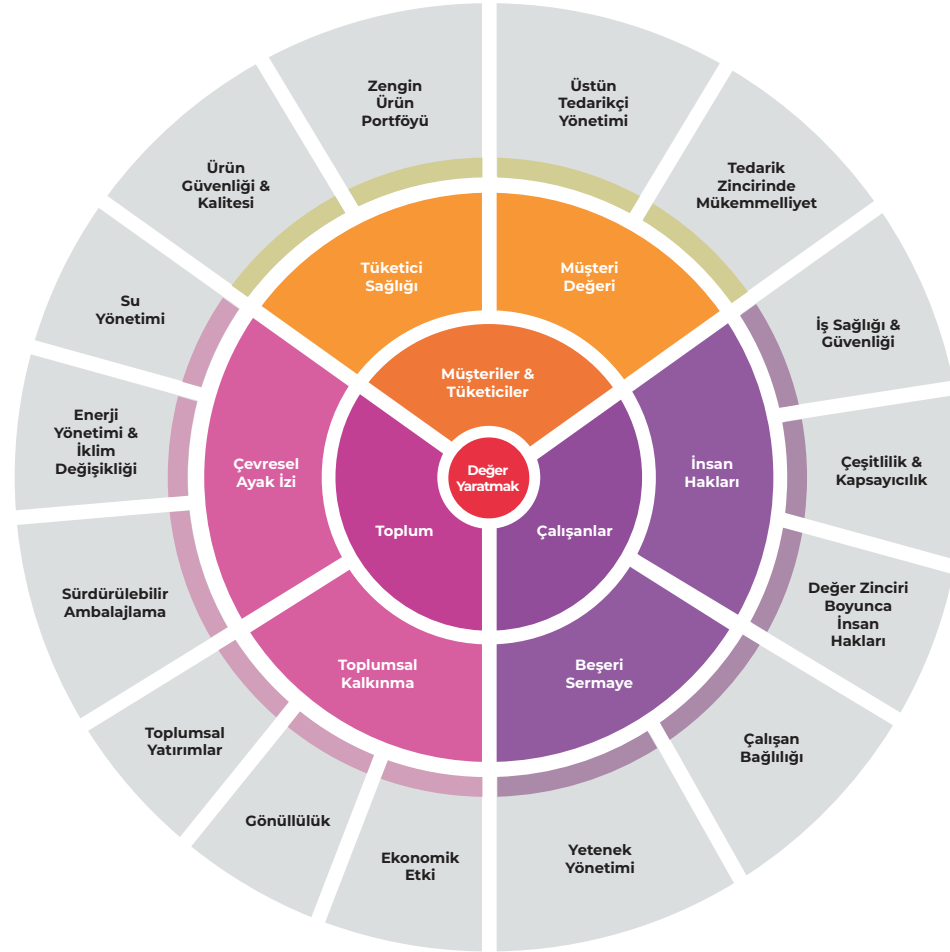 Zengin
Ürün
Portföyü
Üstün
Tedarikçi
Yönetimi
Ürün
Güvenliği &
Kalitesi
Tedarik
Zincirinde
Mükemmelliyet
Su
Yönetimi
İş Sağlığı &
Güvenliği
Enerji
Yönetimi &
İklim
Değişikliği
Çeşitlilik &
Kapsayıcılık
Sürdürülebilir
Ambalajlama
Değer Zinciri
Boyunca
İnsan
Hakları
Toplumsal
Yatırımlar
Çalışan
Bağlılığı
Gönüllülük
Ekonomik
Etki
Yetenek
Yönetimi
Tüketici
Sağlığı
Müşteri
Değeri
Çevresel
Ayak İzi
İnsan
Hakları
Toplumsal
Kalkınma
Beşeri
Sermaye
Müşteriler &
Tüketiciler
Toplum
Çalışanlar
Değer
Yaratmak